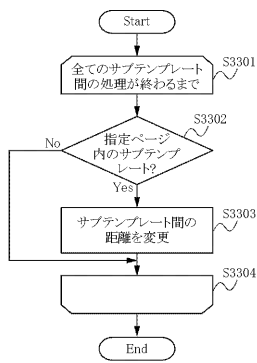 Start
S3301
全てのサブテンプレート
間の処理が終わるまで
S3302
指定ページ
内のサブテンプ
レート?
No
Yes
S3303
サブテンプレート間の
距離を変更
S3304
End